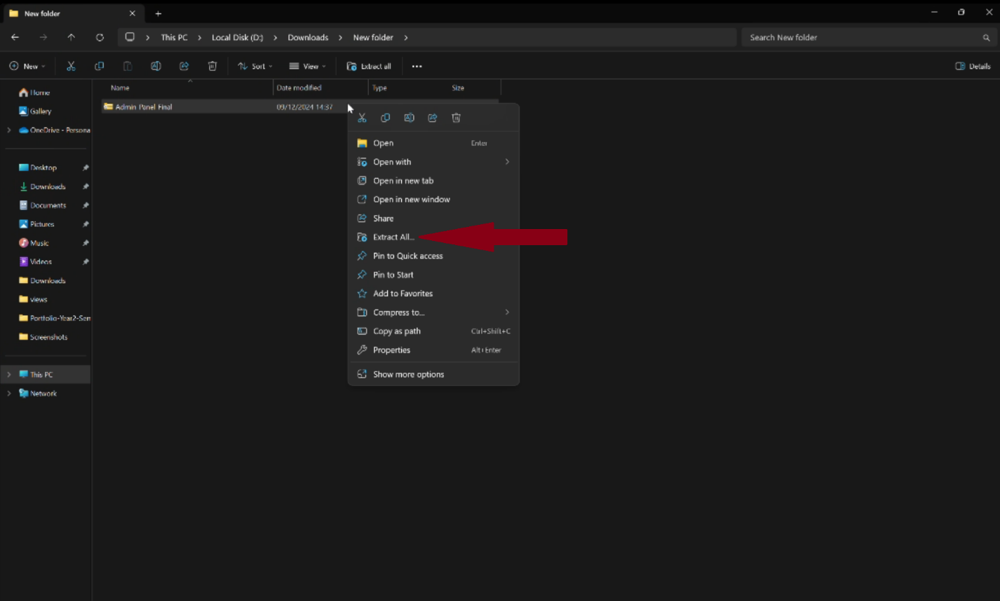 New folder
This PC > Local Disk (D:) > Downloads > New folder >
Search New folder
New
Sort
View
Extract all
Details
Name
Date modified
Type
Size
Home
Gallery
OneDrive - Persona
Desktop
Downloads
Documents
Pictures
Music
Videos
Downloads
views
Portfolio-Year2-Sem
Screenshots
This PC
Network
Admin Panel Final 09/12/2024 14:37
Open Enter
Open with
Open in new tab
Open in new window
Share
Extract All...
Pin to Quick access
Pin to Start
Add to Favorites
Compress to...
Copy as path Ctrl+Shift+C
Properties Alt+Enter
Show more options